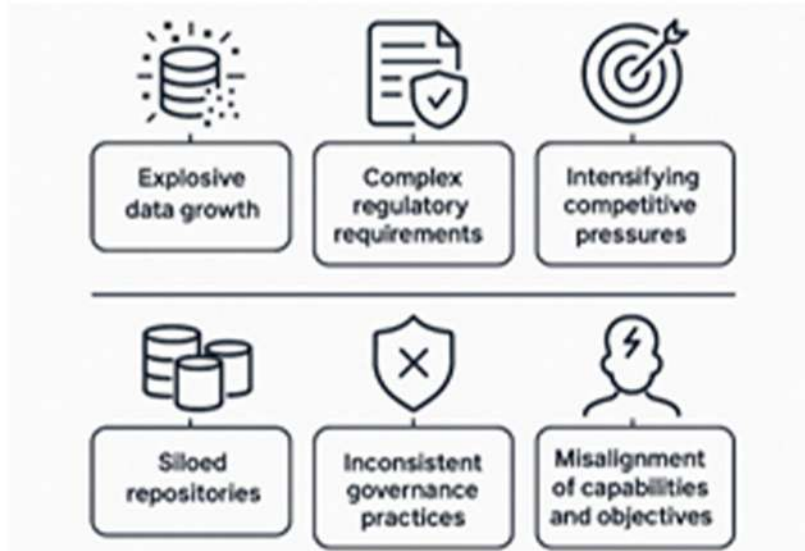 Explosive
data growth
Complex
regulatory
requirements
Intensifying
competitive
pressures
Siloed
repositories
Inconsistent
governance
practices
Misalignment
of capabilities
and objectives